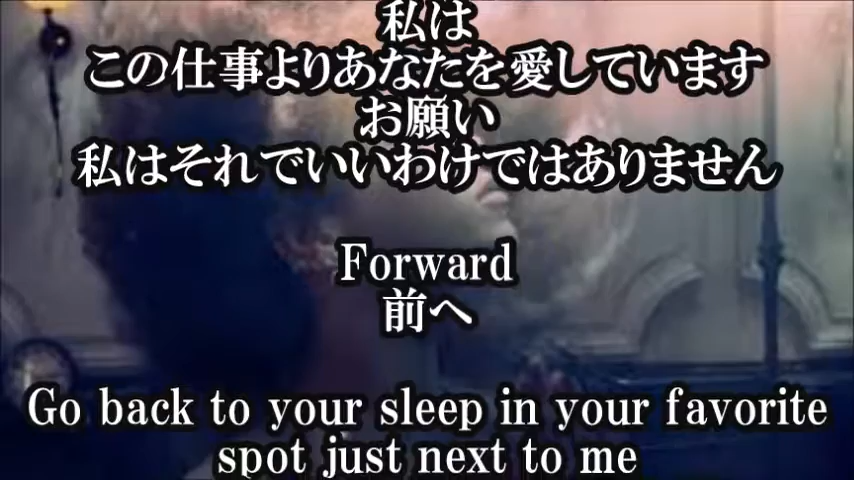 私は
この仕事よりあなたを愛しています
お願い
私はそれでいいわけではありません
Forward
前へ
Go back to your sleep in your favorite
spot just next to me